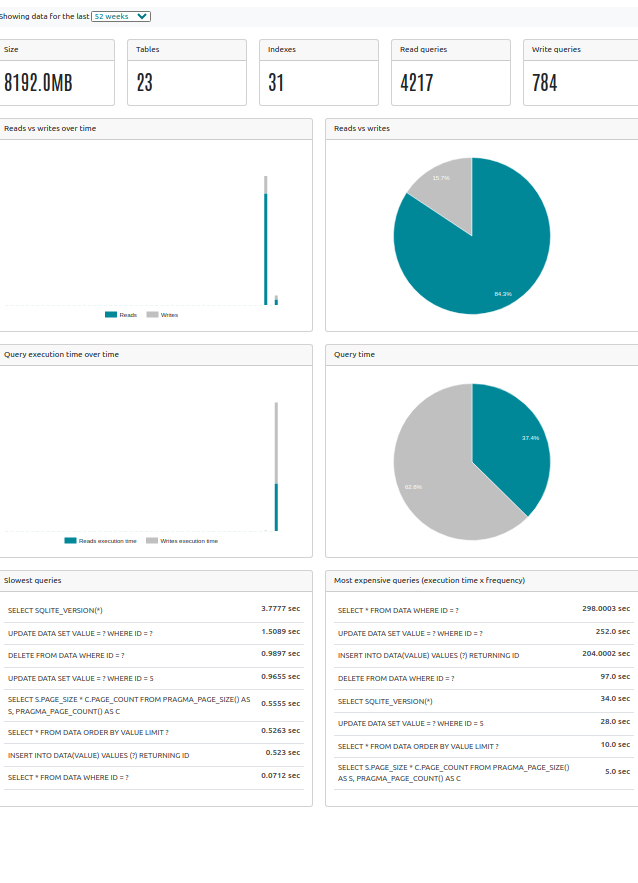 Showing data for the last 52 weeks
Size
Tables
Indexes
Read queries
Write queries
8192.0MB
23
31
4217
784
Reads vs writes over time
Reads vs writes
15.7%
84.3%
Reads
Writes
Query execution time over time
Query time
37.4%
62.6%
Reads execution time
Writes execution time
Slowest queries
SELECT SQLITE_VERSION(*) 3.7777 sec
UPDATE DATA SET VALUE = ? WHERE ID = ? 1.5089 sec
DELETE FROM DATA WHERE ID = ? 0.9897 sec
UPDATE DATA SET VALUE = ? WHERE ID = S 0.9655 sec
SELECT S.PAGE_SIZE * C.PAGE_COUNT FROM PRAGMA_PAGE_SIZE() AS
S, PRAGMA_PAGE_COUNT() AS C 0.5555 sec
SELECT * FROM DATA ORDER BY VALUE LIMIT ? 0.5263 sec
INSERT INTO DATA(VALUE) VALUES (?) RETURNING ID 0.523 sec
SELECT * FROM DATA WHERE ID = ? 0.0712 sec
Most expensive queries (execution time x frequency)
SELECT * FROM DATA WHERE ID = ? 298.0003 sec
UPDATE DATA SET VALUE = ? WHERE ID = ? 252.0 sec
INSERT INTO DATA(VALUE) VALUES (?) RETURNING ID 204.0002 sec
DELETE FROM DATA WHERE ID = ? 97.0 sec
SELECT SQLITE_VERSION(*) 34.0 sec
UPDATE DATA SET VALUE = ? WHERE ID = S 28.0 sec
SELECT * FROM DATA ORDER BY VALUE LIMIT ? 10.0 sec
SELECT S.PAGE_SIZE * C.PAGE_COUNT FROM PRAGMA_PAGE_SIZE()
AS S, PRAGMA_PAGE_COUNT() AS C 5.0 sec